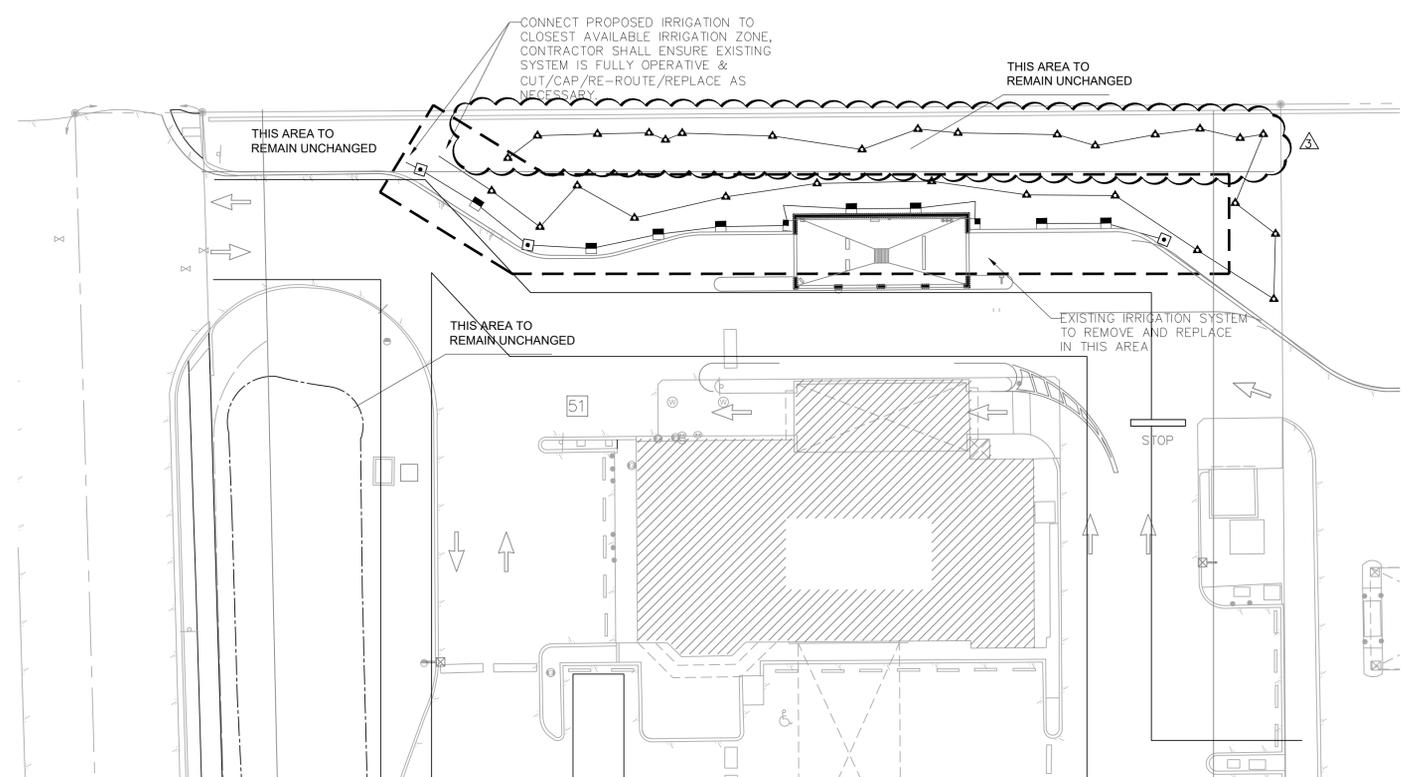 CONNECT PROPOSED IRRIGATION TO
CLOSEST AVAILABLE IRRIGATION ZONE,
CONTRACTOR SHALL ENSURE EXISTING
SYSTEM IS FULLY OPERATIVE &
CUT/CAP/RE-ROUTE/REPLACE AS
NECESSARY
THIS AREA TO
REMAIN UNCHANGED
THIS AREA TO
REMAIN UNCHANGED
3
THIS AREA TO
REMAIN UNCHANGED
EXISTING IRRIGATION SYSTEM
TO REMOVE AND REPLACE
IN THIS AREA
51
W
W
STOP